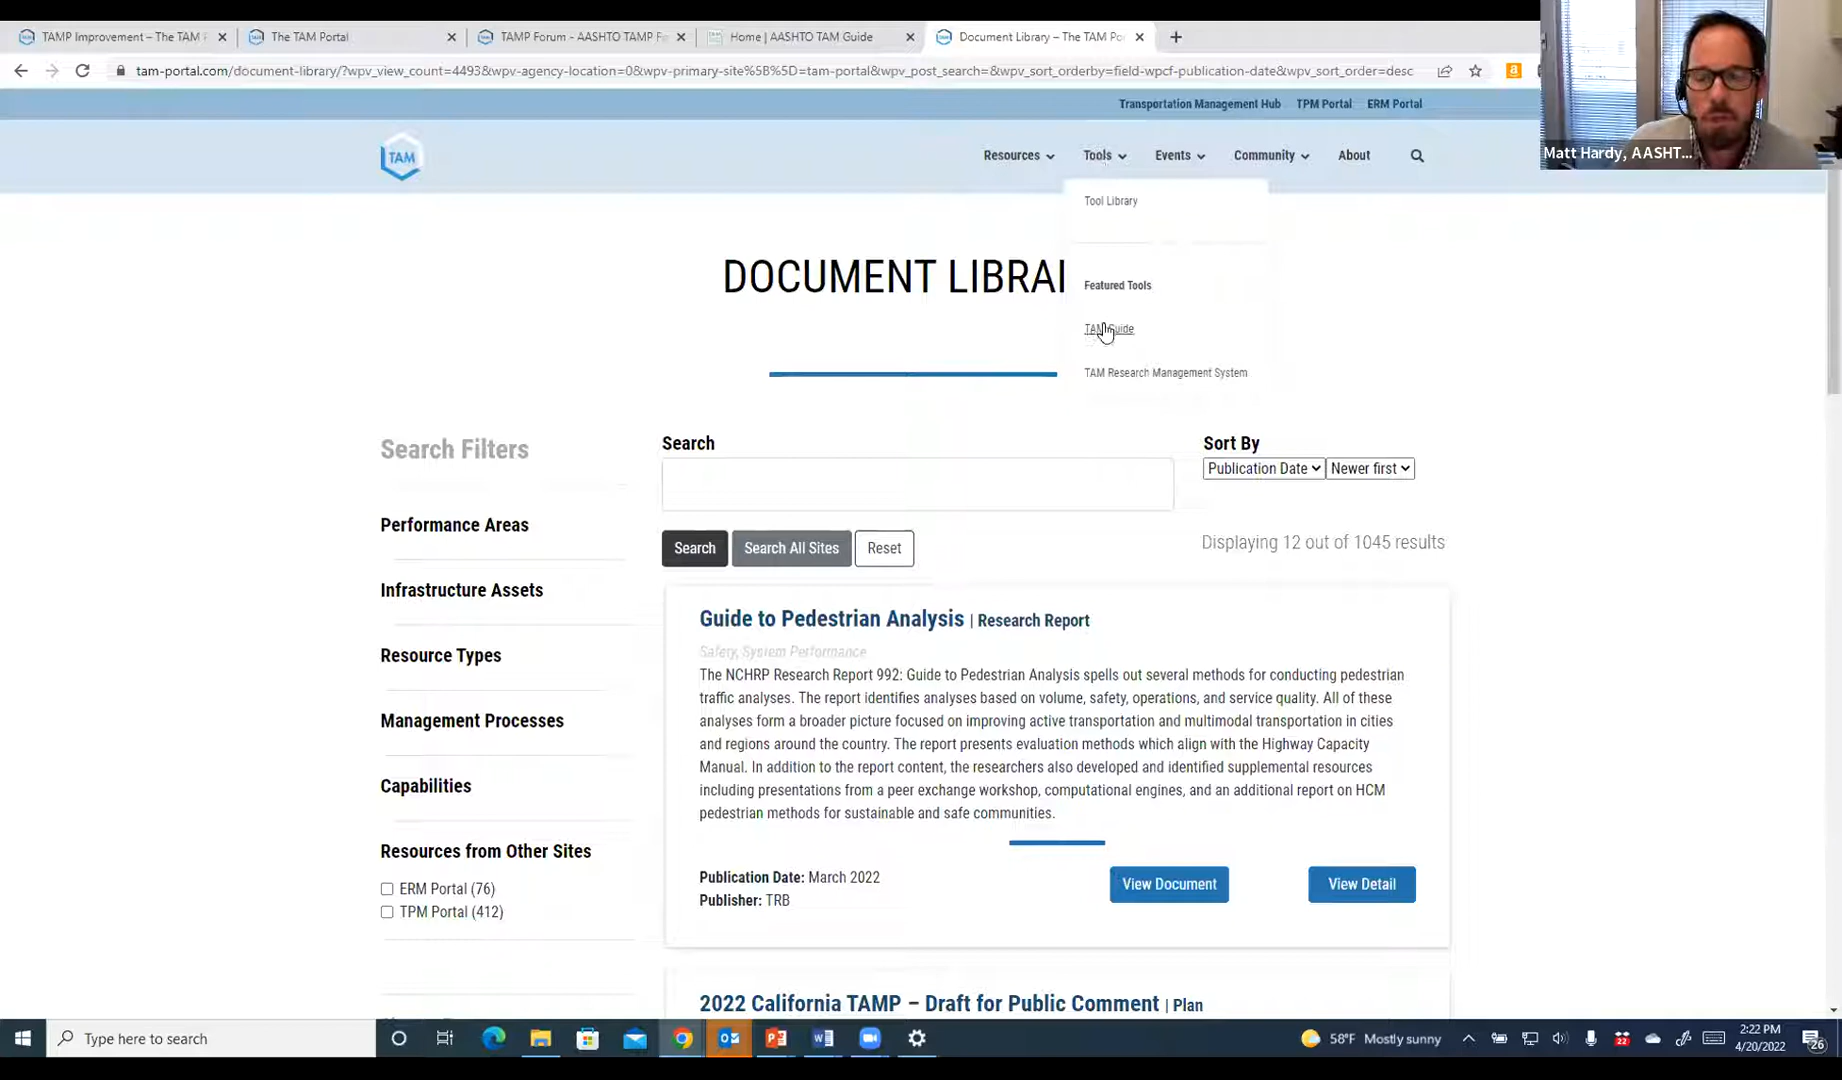 TAMP Improvement – The TAM P
The TAM Portal
TAMP Forum - AASHTO TAMP Fo
Home | AASHTO TAM Guide
Document Library – The TAM Po
tam-portal.com/document-library/?wpv_view_count=4493&wpv-agency-location=0&wpv-primary-site%5B%5D=tam-portal&wpv_post_search=&wpv_sort_orderby=field-wpcf-publication-date&wpv_sort_order=desc
Transportation Management Hub TPM Portal ERM Portal
TAM
Resources Tools Events Community About
Matt Hardy, AASHT...
Tool Library
Featured Tools
TAM Guide
TAM Research Management System
DOCUMENT LIBRA
Search Filters
Performance Areas
Infrastructure Assets
Resource Types
Management Processes
Capabilities
Resources from Other Sites
ERM Portal (76)
TPM Portal (412)
Search
Sort By
Publication Date Newer first
Search Search All Sites Reset
Displaying 12 out of 1045 results
Guide to Pedestrian Analysis | Research Report
Safety, System Performance
The NCHRP Research Report 992: Guide to Pedestrian Analysis spells out several methods for conducting pedestrian
traffic analyses. The report identifies analyses based on volume, safety, operations, and service quality. All of these
analyses form a broader picture focused on improving active transportation and multimodal transportation in cities
and regions around the country. The report presents evaluation methods which align with the Highway Capacity
Manual. In addition to the report content, the researchers also developed and identified supplemental resources
including presentations from a peer exchange workshop, computational engines, and an additional report on HCM
pedestrian methods for sustainable and safe communities.
Publication Date: March 2022
Publisher: TRB
View Document View Detail
2022 California TAMP – Draft for Public Comment | Plan
Type here to search
58°F Mostly sunny
22
2:22 PM
4/20/2022
26